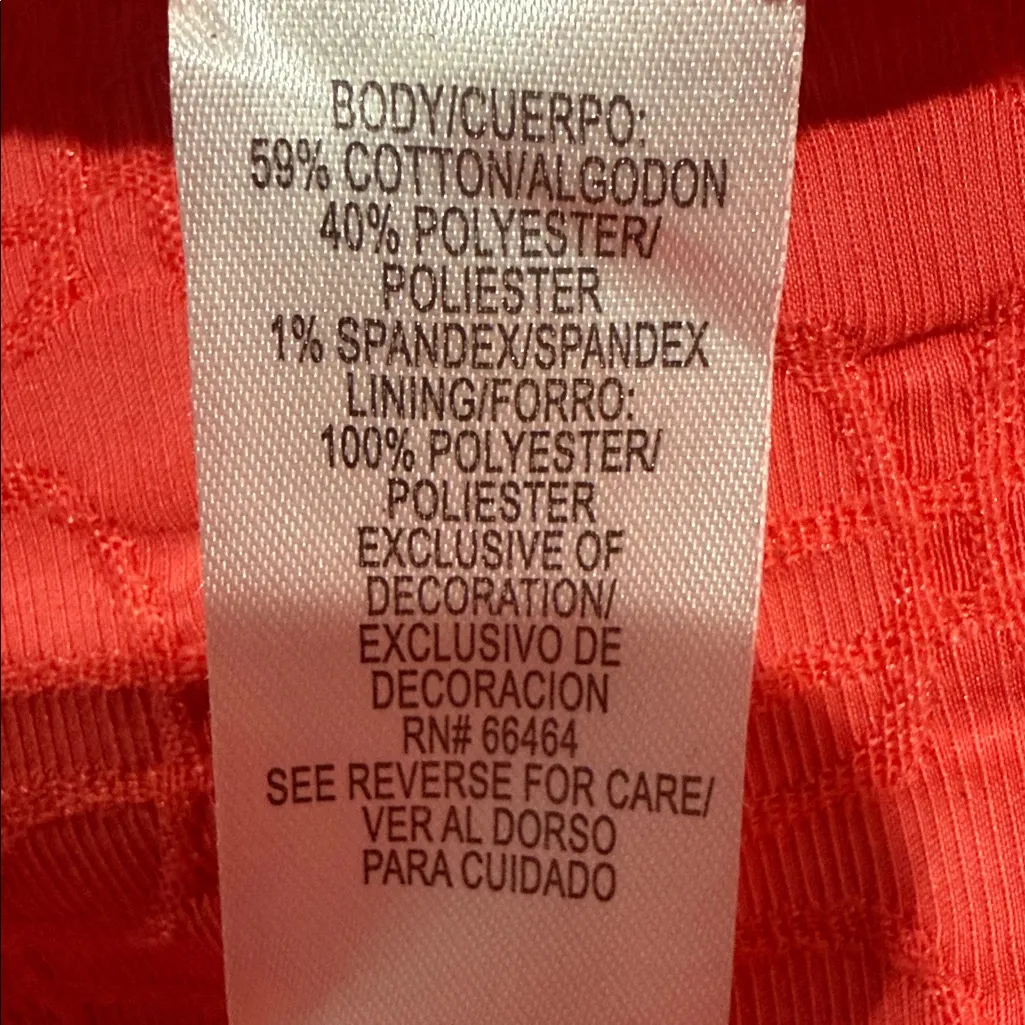 BODY/CUERPO:
59% COTTON/ALGODON
40% POLYESTER/
POLIESTER
1% SPANDEX/SPANDEX
LINING/FORRO:
100% POLYESTER/
POLIESTER
EXCLUSIVE OF
DECORATION/
EXCLUSIVO DE
DECORACION
RN# 66464
SEE REVERSE FOR CARE/
VER AL DORSO
PARA CUIDADO